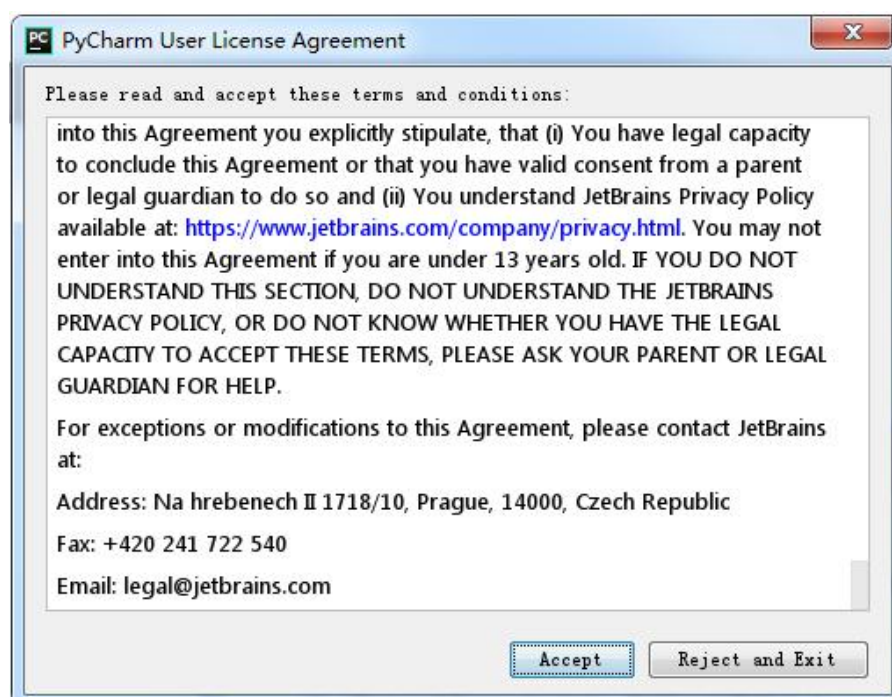 PC PyCharm User License Agreement
Please read and accept these terms and conditions:
into this Agreement you explicitly stipulate, that (i) You have legal capacity
to conclude this Agreement or that you have valid consent from a parent
or legal guardian to do so and (ii) You understand JetBrains Privacy Policy
available at: https://www.jetbrains.com/company/privacy.html. You may not
enter into this Agreement if you are under 13 years old. IF YOU DO NOT
UNDERSTAND THIS SECTION, DO NOT UNDERSTAND THE JETBRAINS
PRIVACY POLICY, OR DO NOT KNOW WHETHER YOU HAVE THE LEGAL
CAPACITY TO ACCEPT THESE TERMS, PLEASE ASK YOUR PARENT OR LEGAL
GUARDIAN FOR HELP.
For exceptions or modifications to this Agreement, please contact JetBrains
at:
Address: Na hrebenech II 1718/10, Prague, 14000, Czech Republic
Fax: +420 241 722 540
Email: legal@jetbrains.com
Accept Reject and Exit